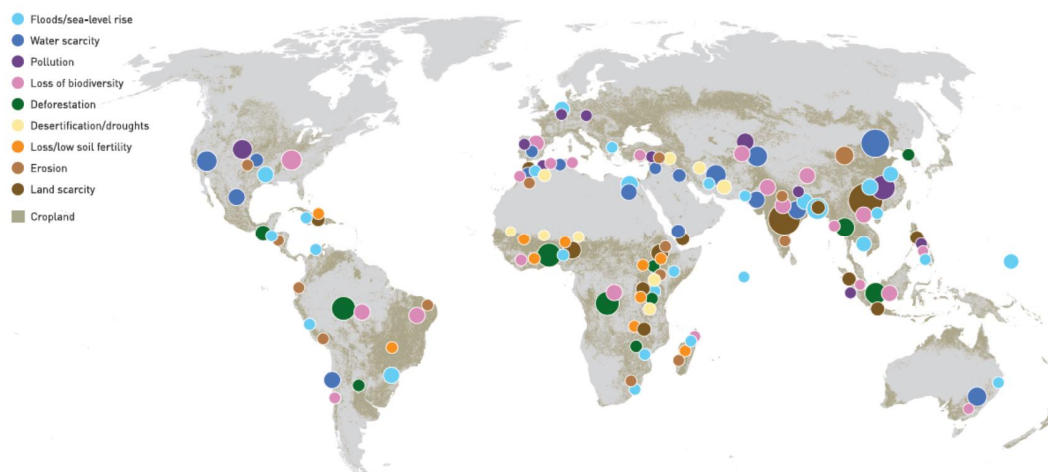 Floods/sea-level rise
Water scarcity
Pollution
Loss of biodiversity
Deforestation
Desertification/droughts
Loss/low soil fertility
Erosion
Land scarcity
Cropland